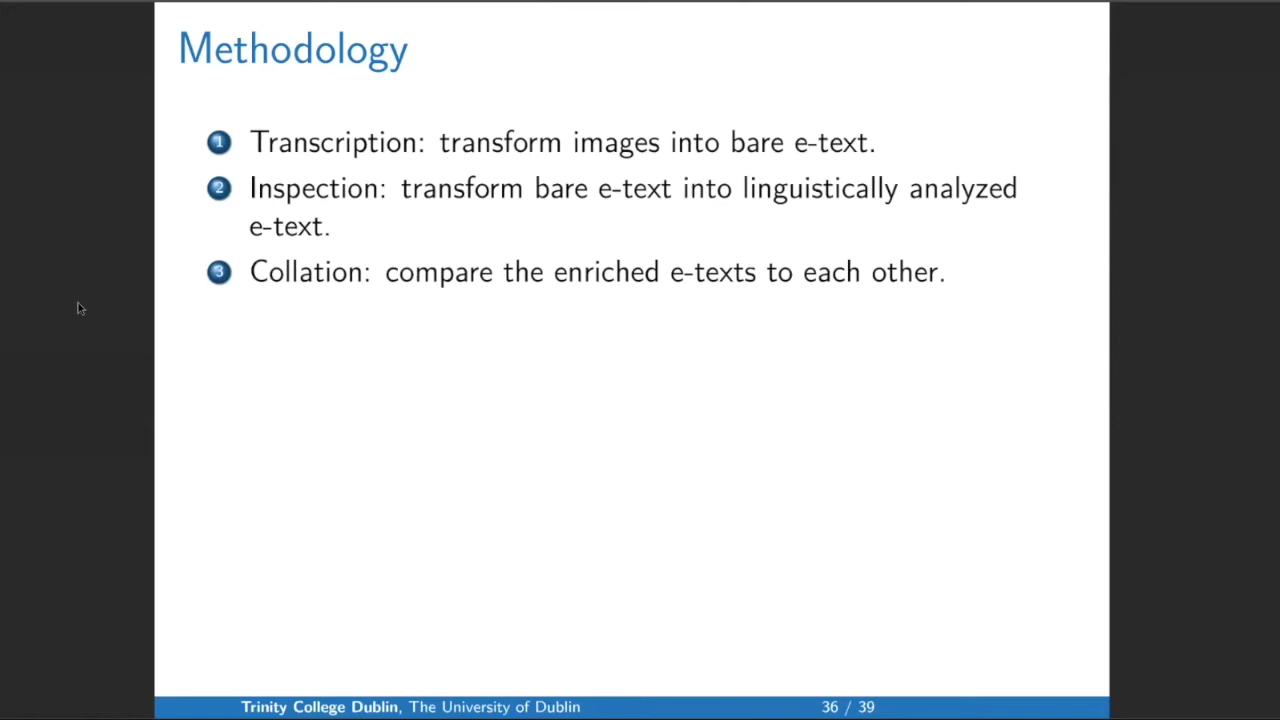 Methodology
1 Transcription: transform images into bare e-text.
2 Inspection: transform bare e-text into linguistically analyzed
e-text.
3 Collation: compare the enriched e-texts to each other.
Trinity College Dublin, The University of Dublin 36 / 39